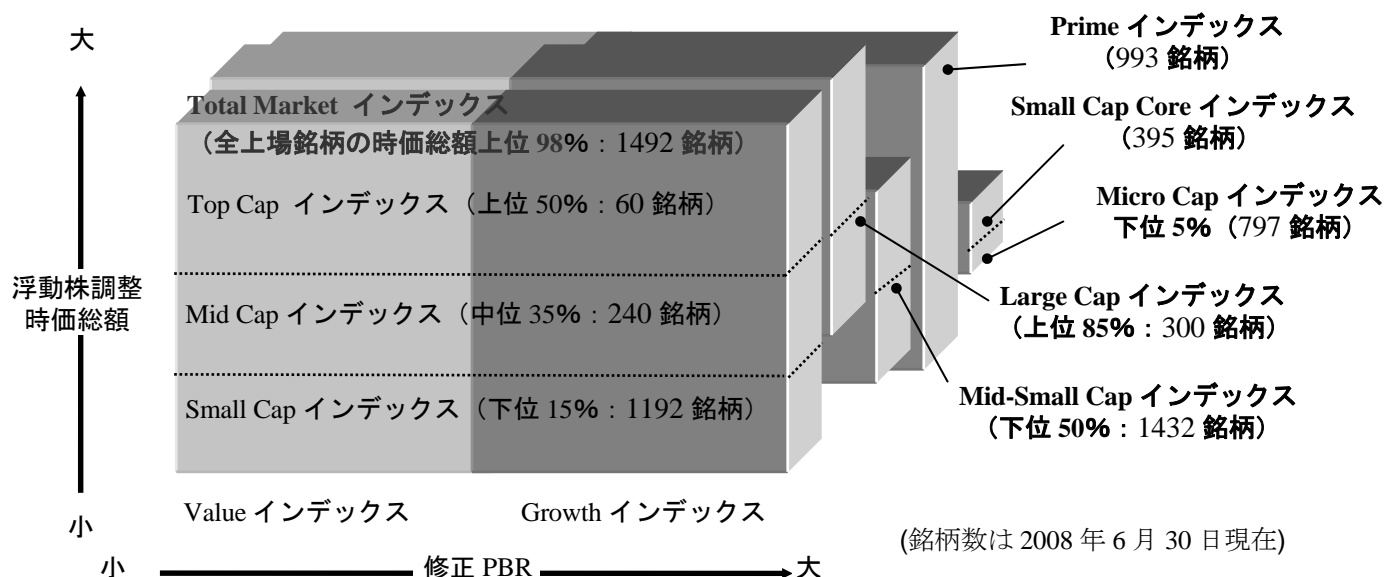 大
Prime インデックス
（993 銘柄）
Total Market インデックス
（全上場銘柄の時価総額上位 98%：1492 銘柄）
Small Cap Core インデックス
（395 銘柄）
Top Cap インデックス（上位 50%：60 銘柄）
Micro Cap インデックス
下位 5%（797 銘柄）
浮動株調整
時価総額
Mid Cap インデックス（中位 35%：240 銘柄）
Large Cap インデックス
（上位 85%：300 銘柄）
Small Cap インデックス（下位 15%：1192 銘柄）
Mid-Small Cap インデックス
（下位 50%：1432 銘柄）
小
Value インデックス
Growth インデックス
(銘柄数は 2008 年 6 月 30 日現在)
小
修正 PBR
大